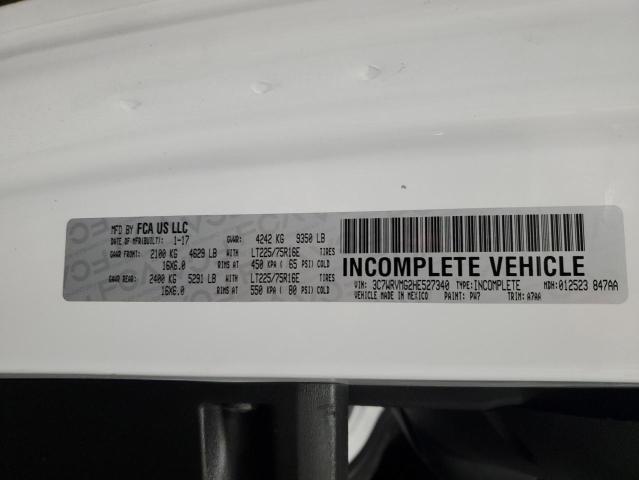 MFD BY FCA US LLC
DATE OF MFR(BUILT): 1-17 GVWR: 4242 KG 9350 LB
GAWR FRONT: 2100 KG 4629 LB WITH LT225/75R16E TIRES
16X6.0 RIMS AT 450 KPA ( 65 PSI) COLD
GAWR REAR: 2400 KG 5291 LB WITH LT225/75R16E TIRES
16X6.0 RIMS AT 550 KPA ( 80 PSI) COLD
INCOMPLETE VEHICLE
VIN: 3C7WRVMG2HE527340 TYPE: INCOMPLETE MDH: 012523 847AA
VEHICLE MADE IN MEXICO PAINT: PW7 TRIM: A7AA